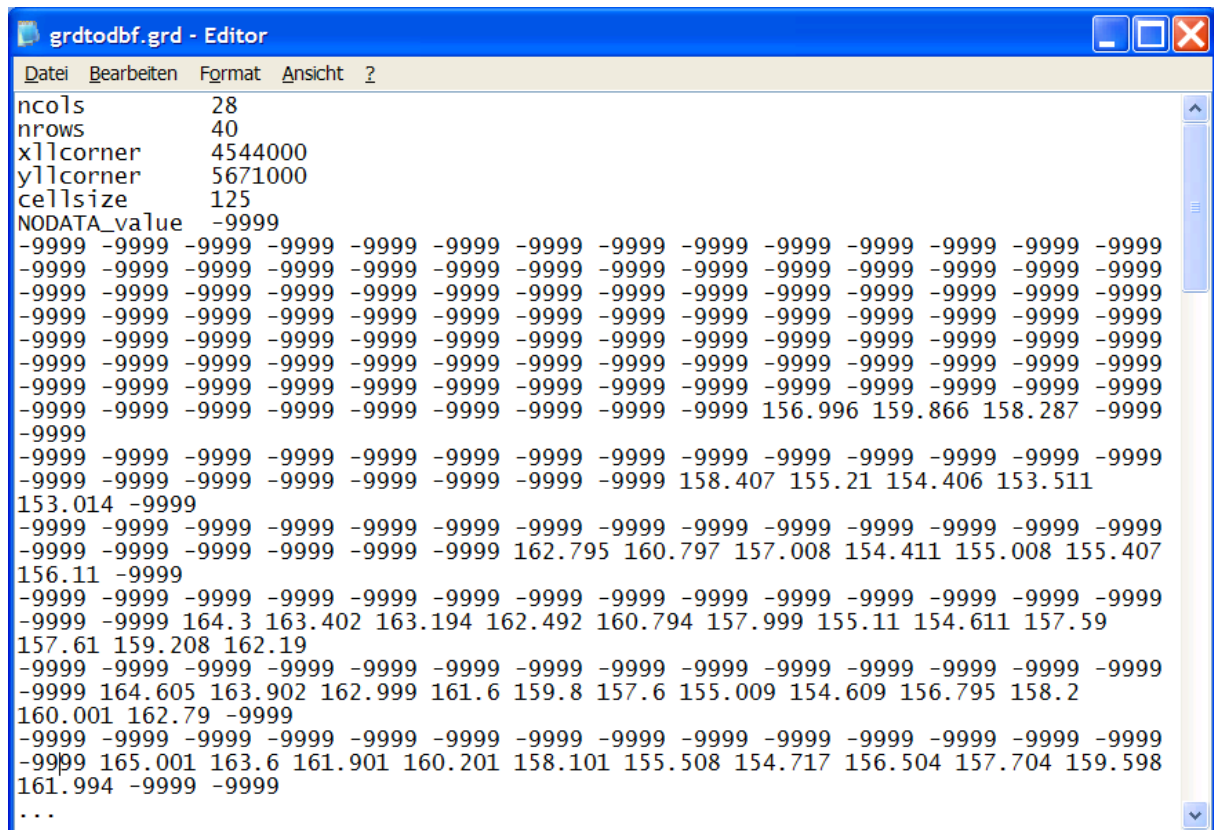 grdtodbf.grd - Editor
Datei Bearbeiten Format Ansicht ?
ncols 28
nrows 40
xllcorner 4544000
yllcorner 5671000
cellsize 125
NODATA_value -9999
-9999 -9999 -9999 -9999 -9999 -9999 -9999 -9999 -9999 -9999 -9999 -9999 -9999 -9999
-9999 -9999 -9999 -9999 -9999 -9999 -9999 -9999 -9999 -9999 -9999 -9999 -9999 -9999
-9999 -9999 -9999 -9999 -9999 -9999 -9999 -9999 -9999 -9999 -9999 -9999 -9999 -9999
-9999 -9999 -9999 -9999 -9999 -9999 -9999 -9999 -9999 -9999 -9999 -9999 -9999 -9999
-9999 -9999 -9999 -9999 -9999 -9999 -9999 -9999 -9999 -9999 -9999 -9999 -9999 -9999
-9999 -9999 -9999 -9999 -9999 -9999 -9999 -9999 -9999 -9999 -9999 -9999 -9999 -9999
-9999 -9999 -9999 -9999 -9999 -9999 -9999 -9999 -9999 -9999 -9999 -9999 -9999 -9999
-9999 -9999 -9999 -9999 -9999 -9999 -9999 -9999 -9999 156.996 159.866 158.287 -9999
-9999
-9999 -9999 -9999 -9999 -9999 -9999 -9999 -9999 -9999 -9999 -9999 -9999 -9999 -9999
-9999 -9999 -9999 -9999 -9999 -9999 -9999 -9999 158.407 155.21 154.406 153.511
153.014 -9999
-9999 -9999 -9999 -9999 -9999 -9999 -9999 -9999 -9999 -9999 -9999 -9999 -9999 -9999
-9999 -9999 -9999 -9999 -9999 -9999 162.795 160.797 157.008 154.411 155.008 155.407
156.11 -9999
-9999 -9999 -9999 -9999 -9999 -9999 -9999 -9999 -9999 -9999 -9999 -9999 -9999 -9999
-9999 -9999 164.3 163.402 163.194 162.492 160.794 157.999 155.11 154.611 157.59
157.61 159.208 162.19
-9999 -9999 -9999 -9999 -9999 -9999 -9999 -9999 -9999 -9999 -9999 -9999 -9999 -9999
-9999 164.605 163.902 162.999 161.6 159.8 157.6 155.009 154.609 156.795 158.2
160.001 162.79 -9999
-9999 -9999 -9999 -9999 -9999 -9999 -9999 -9999 -9999 -9999 -9999 -9999 -9999 -9999
-9999 165.001 163.6 161.901 160.201 158.101 155.508 154.717 156.504 157.704 159.598
161.994 -9999 -9999
...